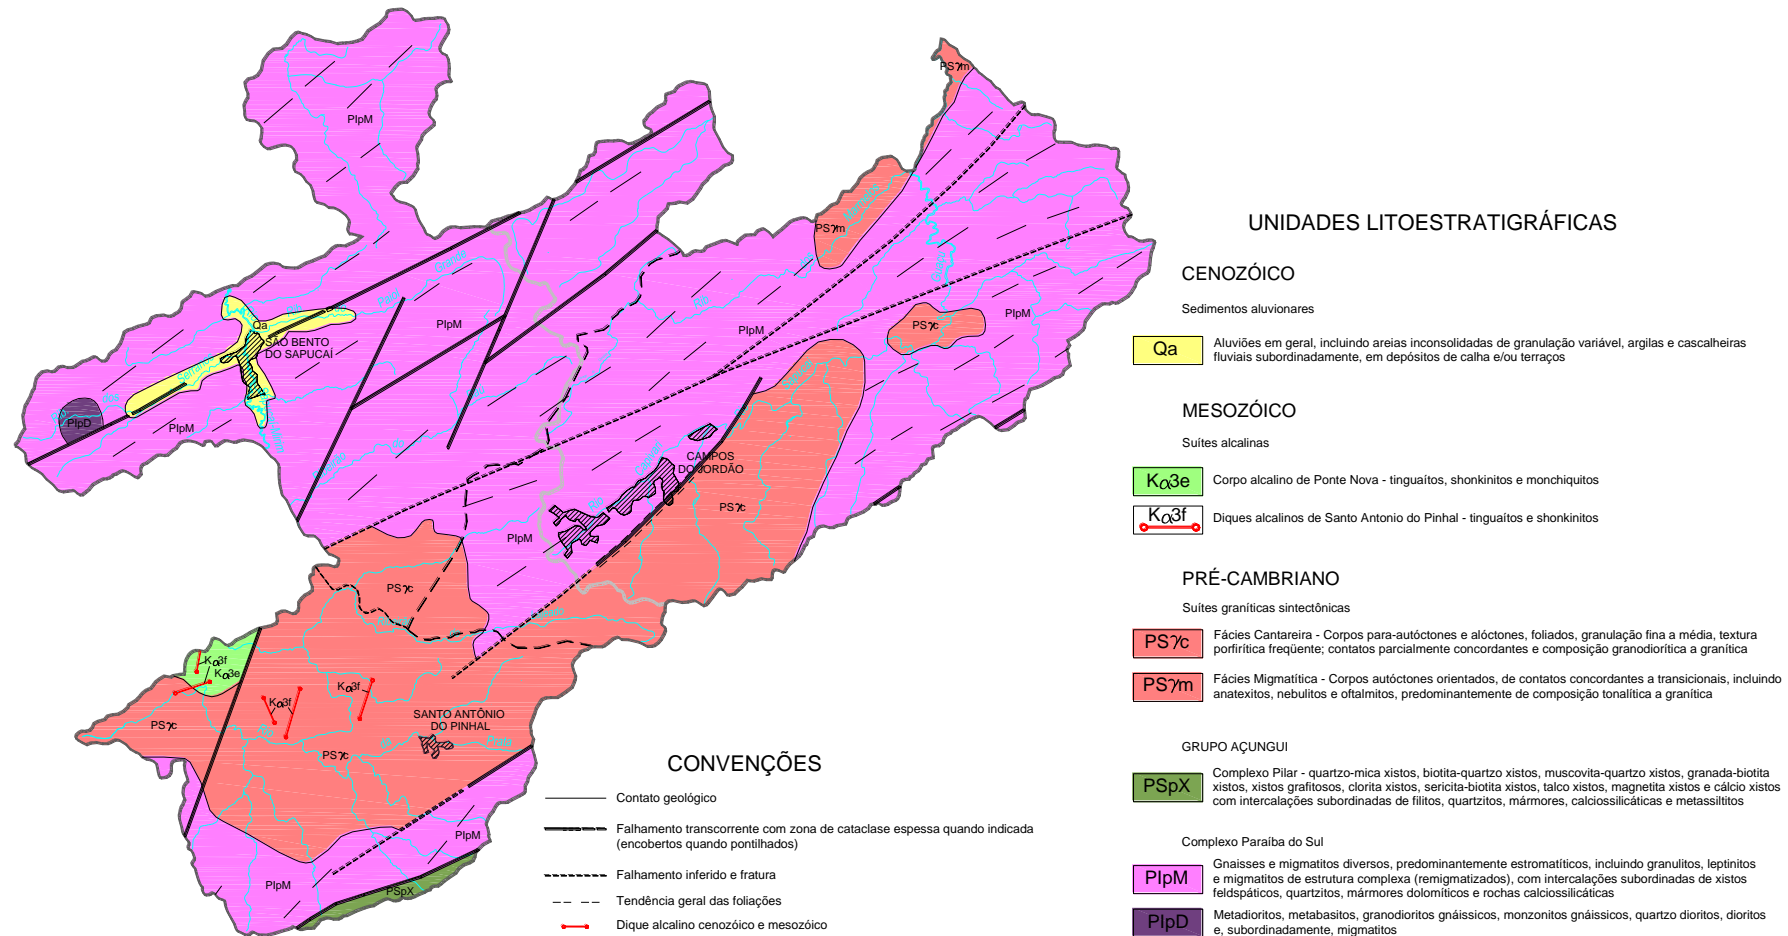 PSγm
PIpM
PSγm
PIpM
PSγc
PIpM
PIpM
Qa
SÃO BENTO
DO SAPUCAÍ
PIpD
PIpM
CAMPOS
DO JORDÃO
PSγc
PIpM
PSγc
Kα3f
Kα3e
Kα3f
Kα3f
PSγc
SANTO ANTÔNIO
DO PINHAL
PSγc
PIpM
PIpM
PSpX
CONVENÇÕES
Contato geológico
Falhamento transcorrente com zona de cataclase espessa quando indicada
(encobertos quando pontilhados)
Falhamento inferido e fratura
Tendência geral das foliações
Dique alcalino cenozóico e mesozóico
UNIDADES LITOESTRATIGRÁFICAS
CENOZÓICO
Sedimentos aluvionares
Qa Aluviões em geral, incluindo areias inconsolidadas de granulação variável, argilas e cascalheiras
fluviais subordinadamente, em depósitos de calha e/ou terraços
MESOZÓICO
Suítes alcalinas
Kα3e Corpo alcalino de Ponte Nova - tinguaítos, shonkinitos e monchiquitos
Kα3f Diques alcalinos de Santo Antonio do Pinhal - tinguaítos e shonkinitos
PRÉ-CAMBRIANO
Suítes graníticas sintectônicas
PSγc Fácies Cantareira - Corpos para-autóctones e alóctones, foliados, granulação fina a média, textura
porfirítica freqüente; contatos parcialmente concordantes e composição granodiorítica a granítica
PSγm Fácies Migmatítica - Corpos autóctones orientados, de contatos concordantes a transicionais, incluindo
anatexitos, nebulitos e oftalmitos, predominantemente de composição tonalítica a granítica
GRUPO AÇUNGUI
PSpX Complexo Pilar - quartzo-mica xistos, biotita-quartzo xistos, muscovita-quartzo xistos, granada-biotita
xistos, xistos grafitosos, clorita xistos, sericita-biotita xistos, talco xistos, magnetita xistos e cálcio xistos
com intercalações subordinadas de filitos, quartzitos, mármores, calciossilicáticas e metassiltitos
Complexo Paraíba do Sul
PIpM Gnaisses e migmatitos diversos, predominantemente estromatíticos, incluindo granulitos, leptinitos
e migmatitos de estrutura complexa (remigmatizados), com intercalações subordinadas de xistos
feldspáticos, quartzitos, mármores dolomíticos e rochas calciossilicáticas
PIpD Metadioritos, metabasitos, granodioritos gnáissicos, monzonitos gnáissicos, quartzo dioritos, dioritos
e, subordinadamente, migmatitos